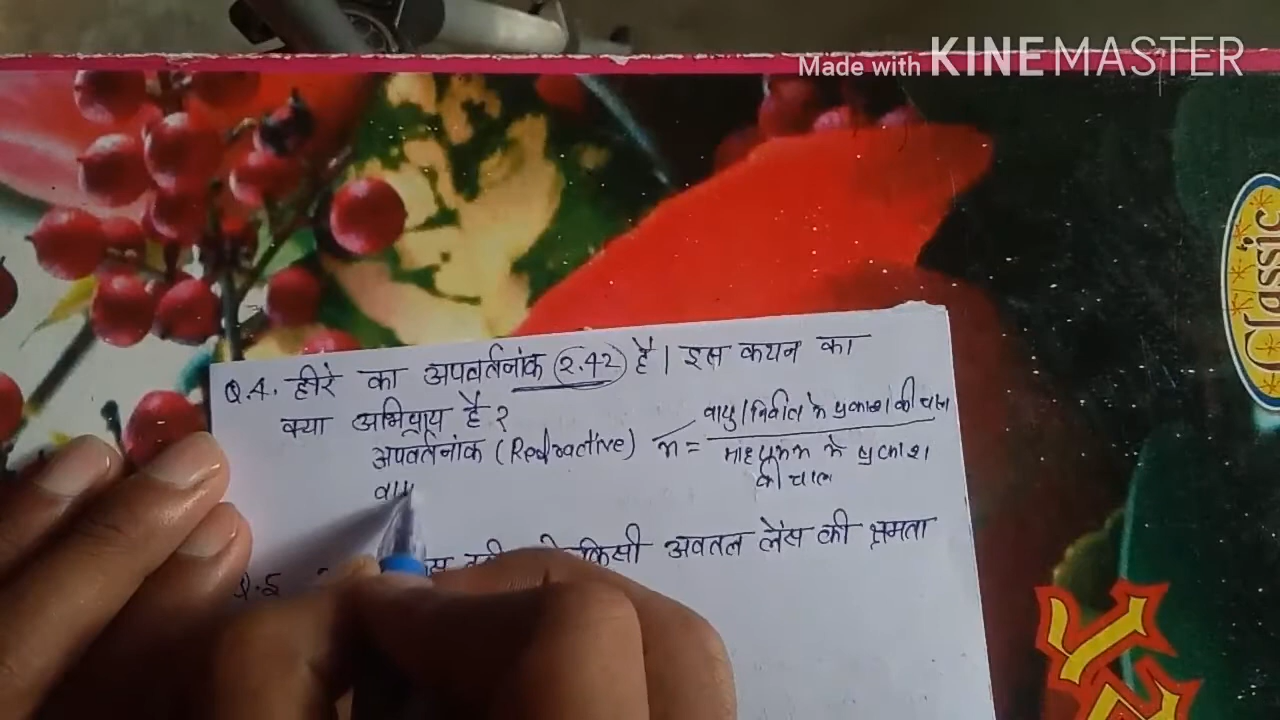 Made with KINEMASTER
Classic
Q.4. हीरे का अपवर्तनांक (2.42) है। इस कथन का
क्या अभिप्राय है?
अपवर्तनांक (Refractive) n = वायु/निर्वात में प्रकाश की चाल
माध्यम में प्रकाश
की चाल
वायु
Q.5 किसी अवतल लेंस की क्षमता